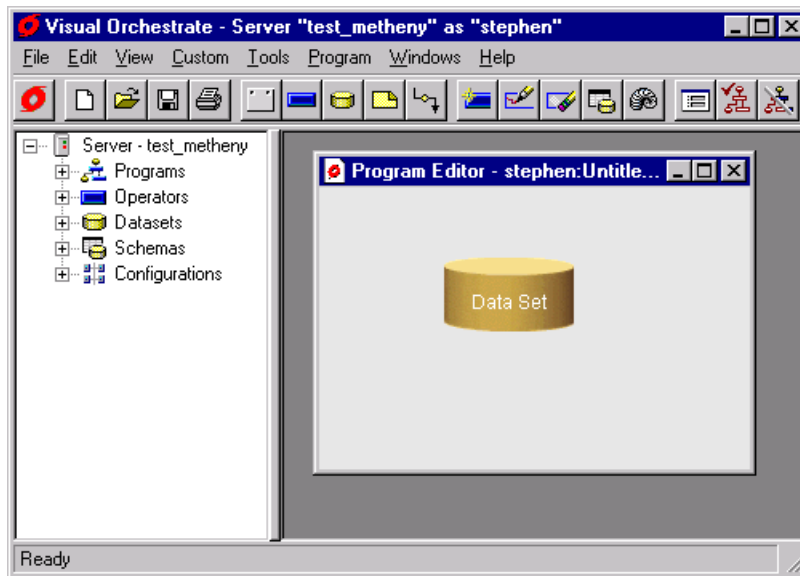 Visual Orchestrate - Server "test_metheny" as "stephen"
File Edit View Custom Tools Program Windows Help
Server - test_metheny
Programs
Operators
Datasets
Schemas
Configurations
Program Editor - stephen:Untitle...
Data Set
Ready